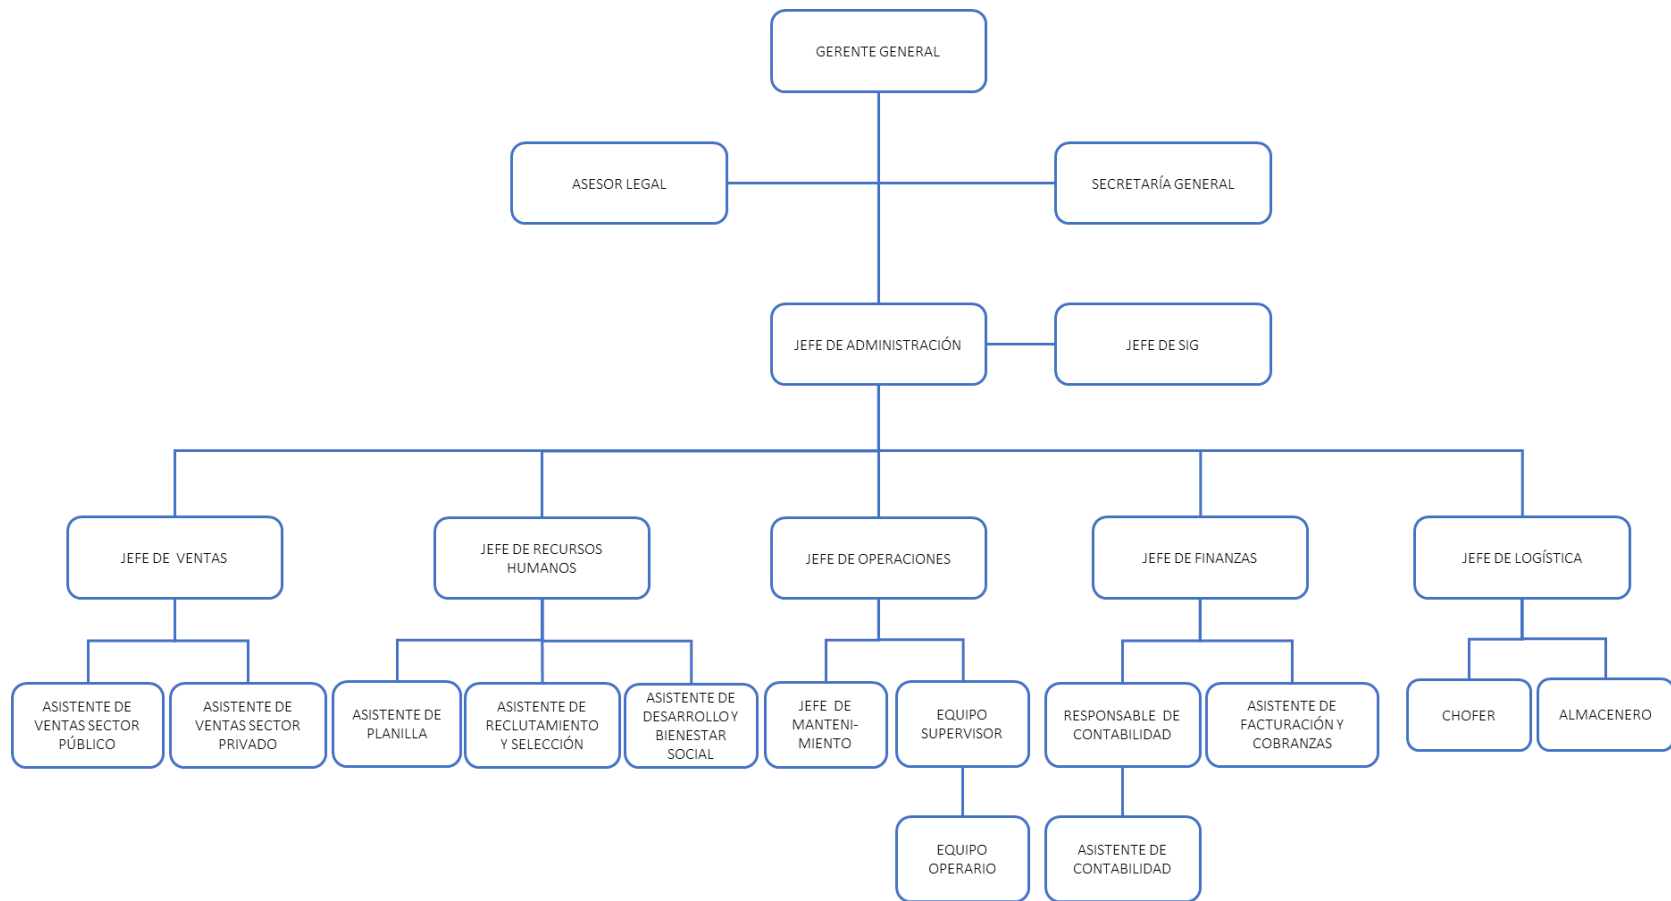 GERENTE GENERAL
ASESOR LEGAL
SECRETARÍA GENERAL
JEFE DE ADMINISTRACIÓN
JEFE DE SIG
JEFE DE VENTAS
JEFE DE RECURSOS
HUMANOS
JEFE DE OPERACIONES
JEFE DE FINANZAS
JEFE DE LOGÍSTICA
ASISTENTE DE
VENTAS SECTOR
PÚBLICO
ASISTENTE DE
VENTAS SECTOR
PRIVADO
ASISTENTE DE
PLANILLA
ASISTENTE DE
RECLUTAMIENTO
Y SELECCIÓN
ASISTENTE DE
DESARROLLO Y
BIENESTAR
SOCIAL
JEFE DE
MANTENI-
MIENTO
EQUIPO
SUPERVISOR
RESPONSABLE DE
CONTABILIDAD
ASISTENTE DE
FACTURACIÓN Y
COBRANZAS
CHOFER
ALMACENERO
EQUIPO
OPERARIO
ASISTENTE DE
CONTABILIDAD